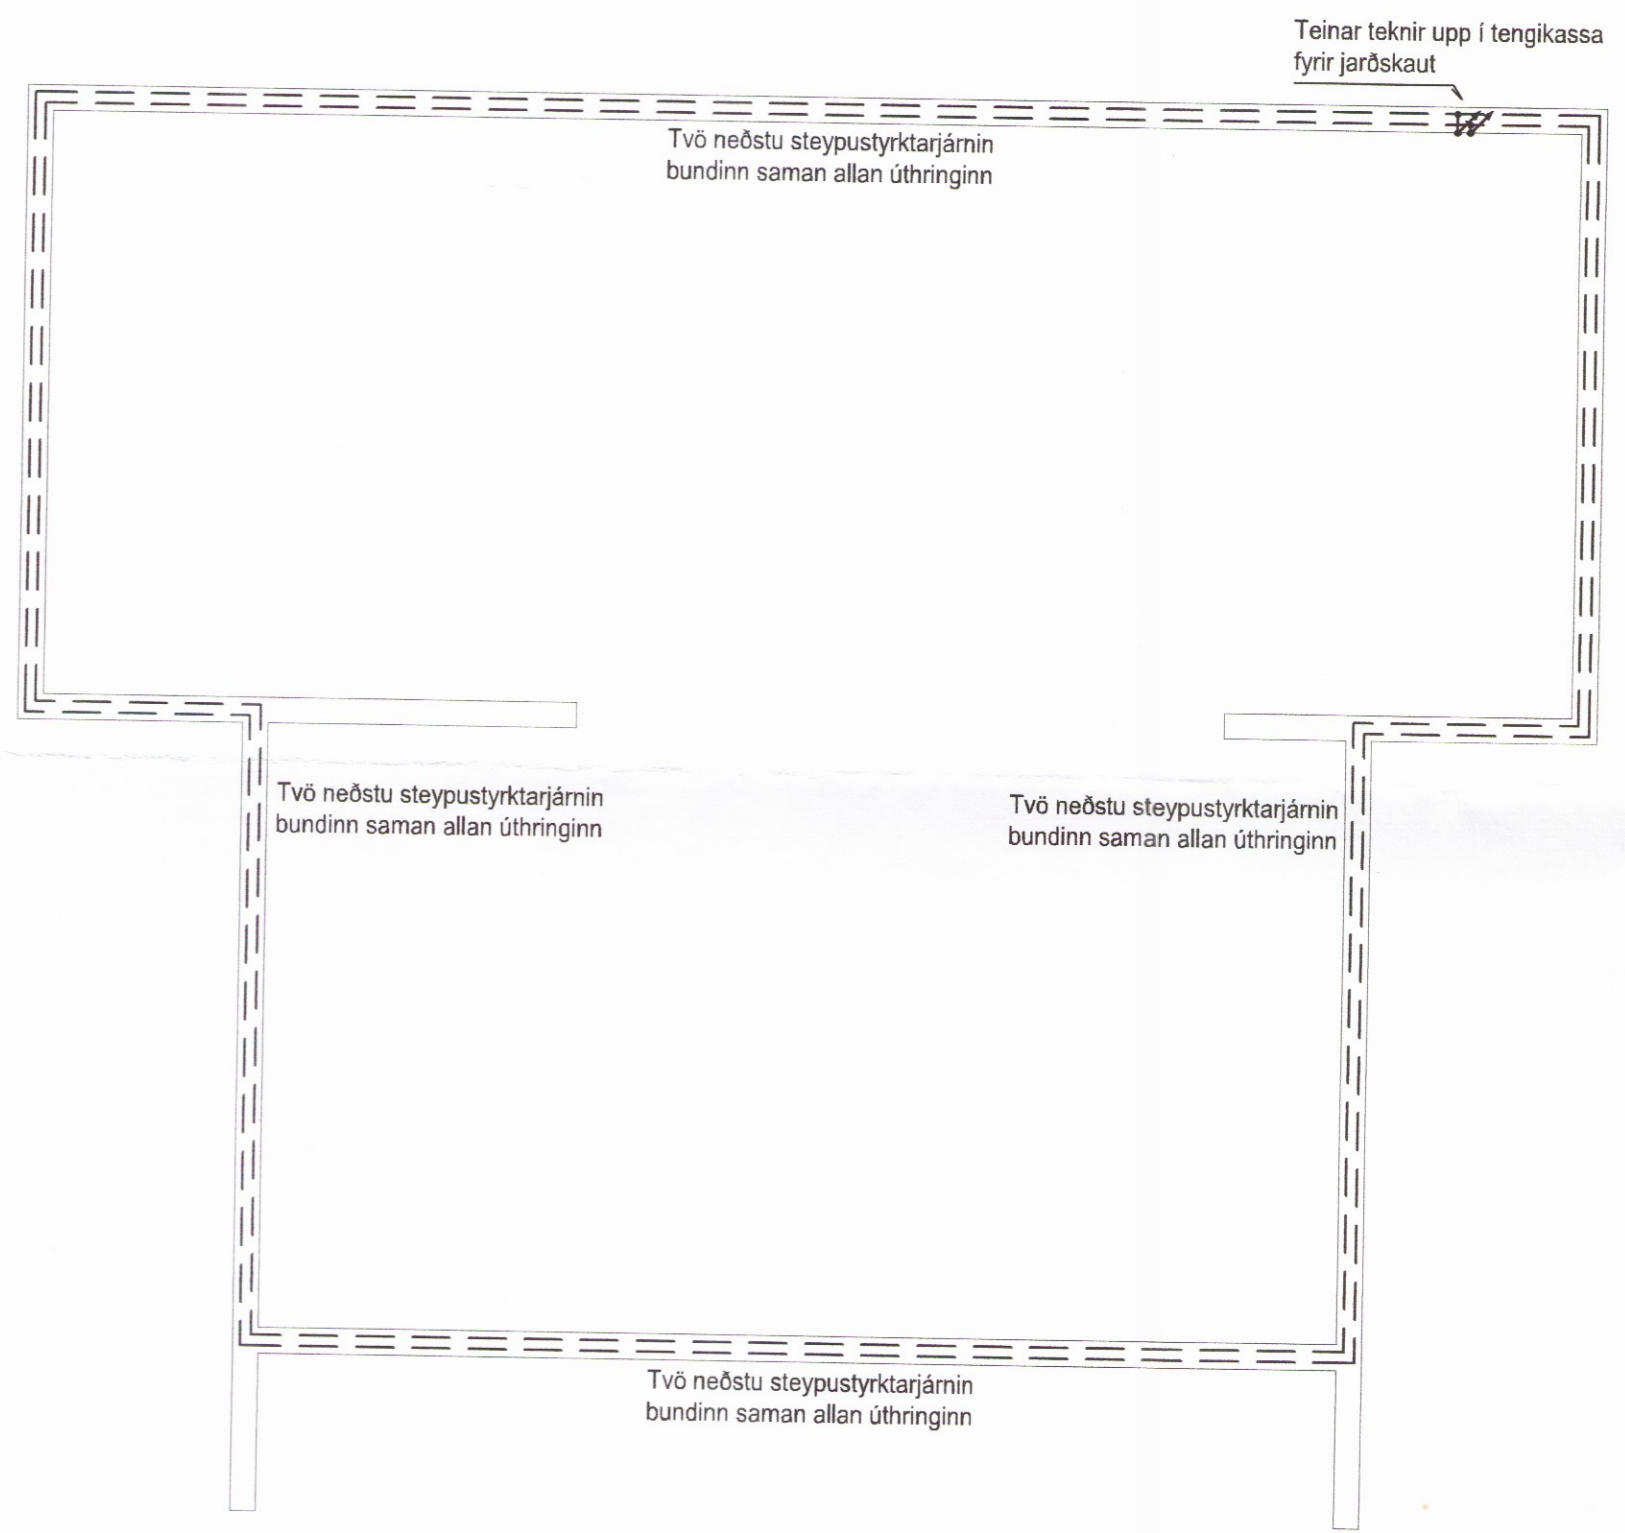 Teinar teknir upp í tengikassa
fyrir jarðskaut
Tvö neðstu steypustyrktarjárnin
bundinn saman allan úthringinn
Tvö neðstu steypustyrktarjárnin
bundinn saman allan úthringinn
Tvö neðstu steypustyrktarjárnin
bundinn saman allan úthringinn
Tvö neðstu steypustyrktarjárnin
bundinn saman allan úthringinn